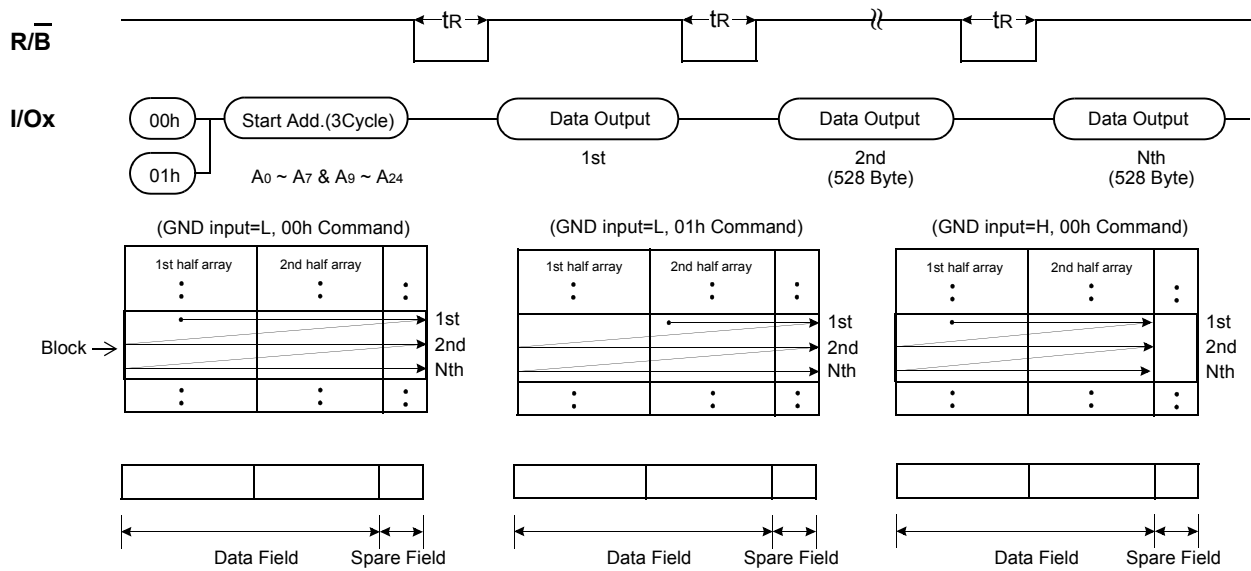 tR tR tR
R/B̅
I/Ox
00h Start Add.(3Cycle) Data Output Data Output Data Output
01h A0 ~ A7 & A9 ~ A24 1st 2nd Nth
(528 Byte) (528 Byte)
(GND input=L, 00h Command) (GND input=L, 01h Command) (GND input=H, 00h Command)
1st half array 2nd half array 1st half array 2nd half array 1st half array 2nd half array
1st 1st 1st
Block 2nd 2nd 2nd
Nth Nth Nth
Data Field Spare Field Data Field Spare Field Data Field Spare Field